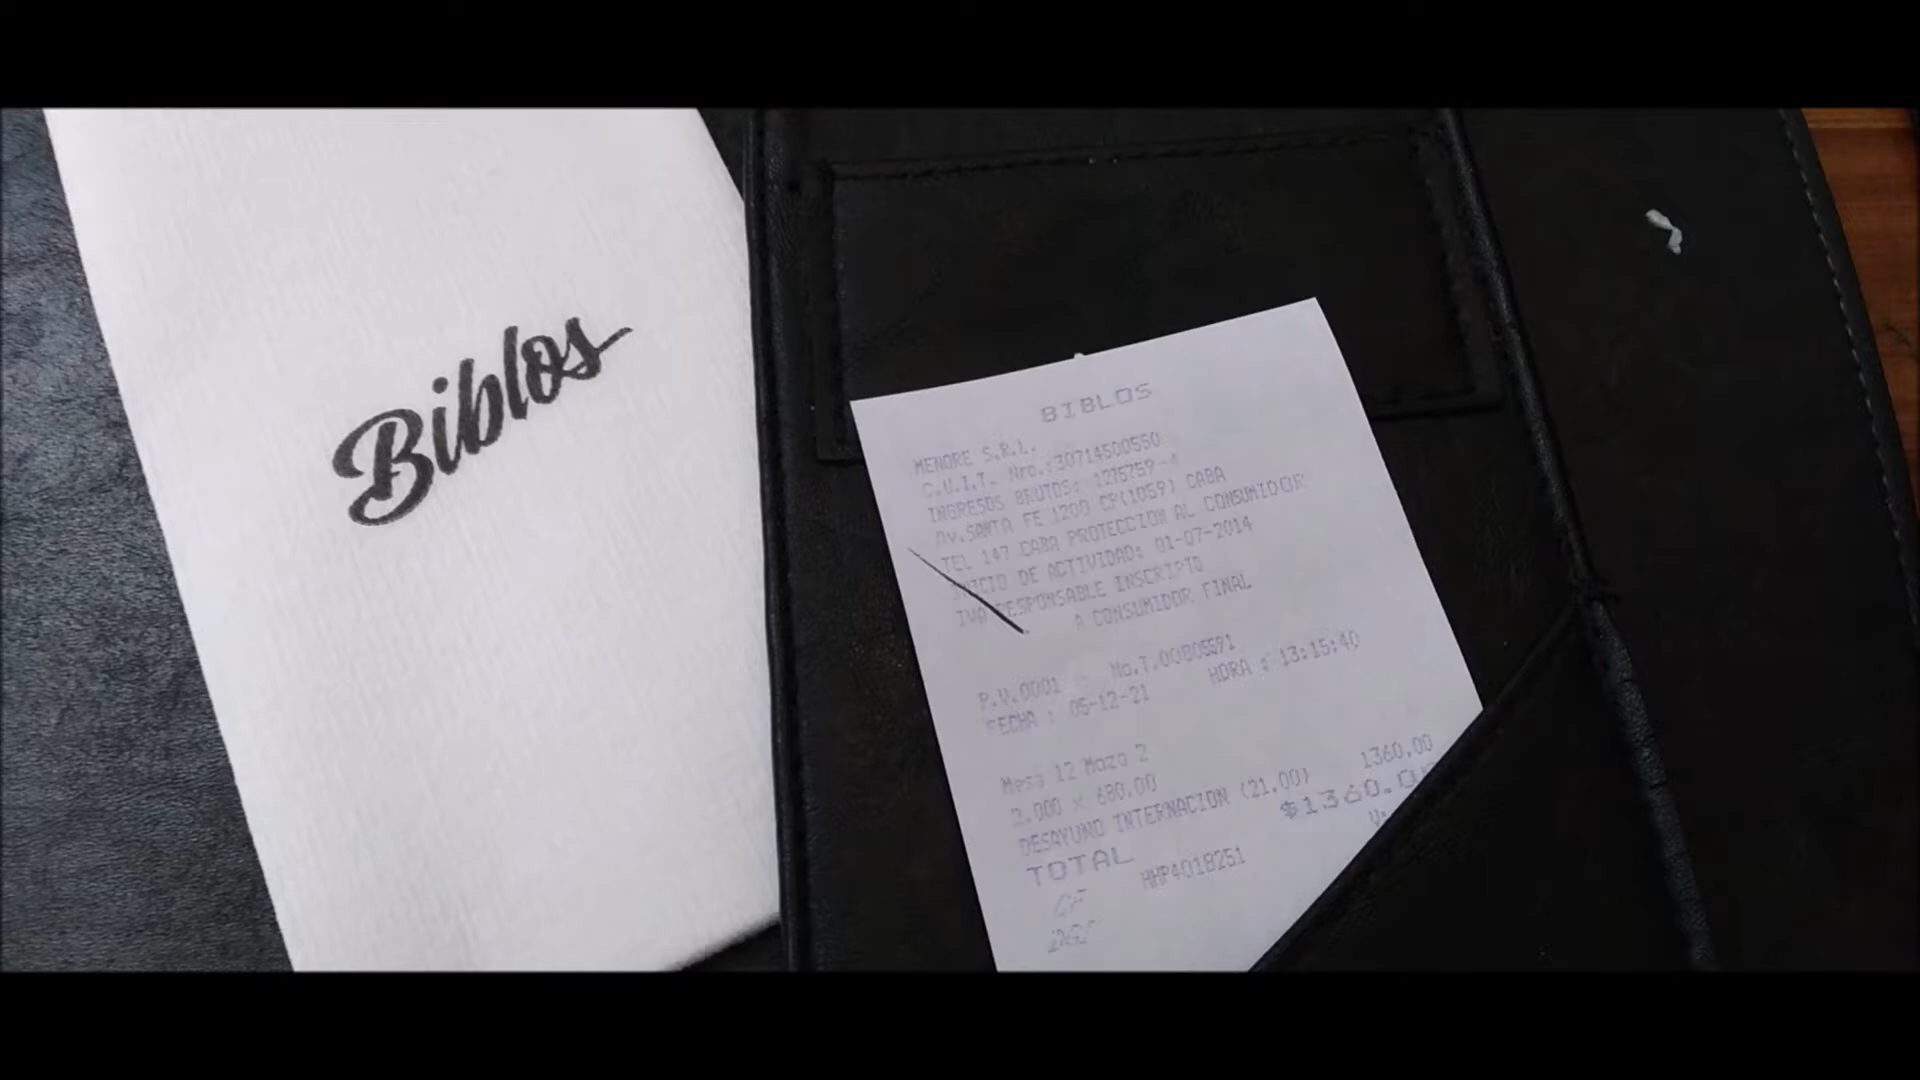 Biblos
BIBLOS
MENORE S.R.L.
C.U.I.T. Nro.:30714500550
INGRESOS BRUTOS: 1275759-4
Av.SANTA FE 1200 CP(1059) CABA
TEL 147 CABA PROTECCION AL CONSUMIDOR
INICIO DE ACTIVIDAD: 01-07-2014
IVA RESPONSABLE INSCRIPTO
A CONSUMIDOR FINAL
P.V.0001 No.T.00805591
FECHA : 05-12-21 HORA : 13:15:40
Mesa 12 Mozo 2
2.000 x 680.00
DESAYUNO INTERNACION (21.00) 1360.00
TOTAL $1360.00
CF HHP4018251